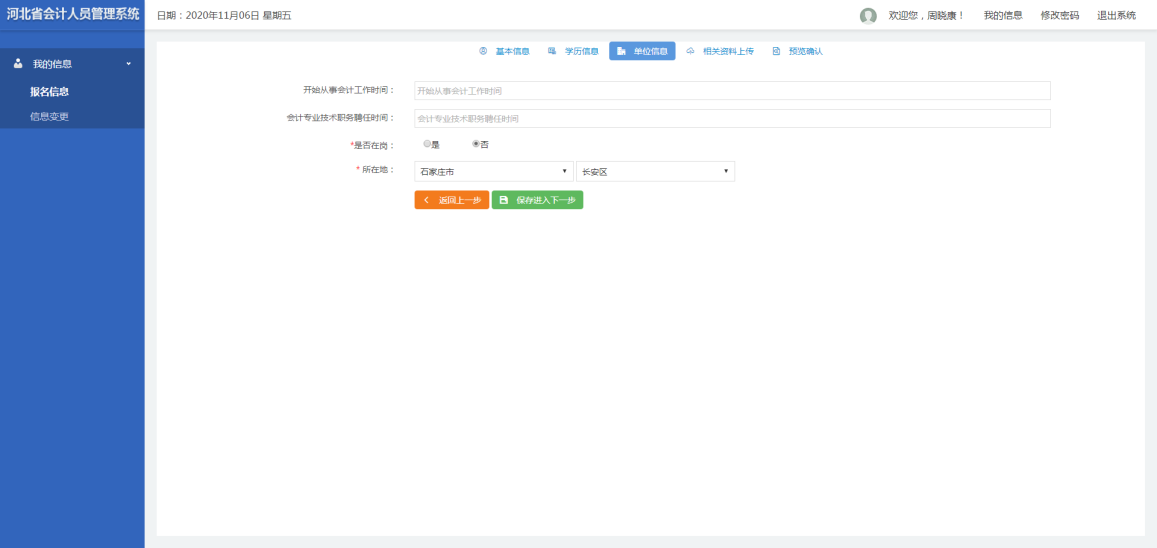 河北省会计人员管理系统
日期：2020年11月06日 星期五
欢迎您，周晓康！ 我的信息 修改密码 退出系统
我的信息
报名信息
信息变更
基本信息 学历信息 单位信息 相关资料上传 预览确认
开始从事会计工作时间： 开始从事会计工作时间
会计专业技术职务聘任时间： 会计专业技术职务聘任时间
*是否在岗： 是 否
* 所在地： 石家庄市 长安区
返回上一步 保存进入下一步